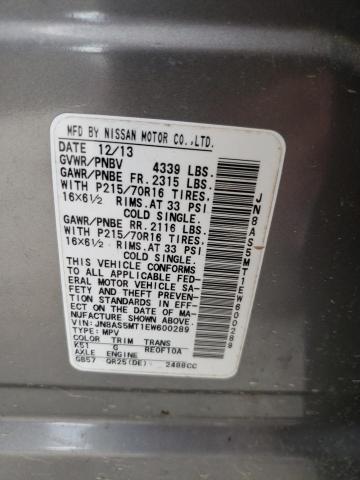 MFD BY NISSAN MOTOR CO.,LTD.
DATE 12/13
GVWR/PNBV 4339 LBS.
GAWR/PNBE FR. 2315 LBS.
WITH P215/70R16 TIRES.
16X6½ RIMS. AT 33 PSI
COLD SINGLE.
GAWR/PNBE RR. 2116 LBS.
WITH P215/70R16 TIRES.
16X6½ RIMS. AT 33 PSI
COLD SINGLE.
THIS VEHICLE CONFORMS TO
ALL APPLICABLE U.S. FED-
ERAL MOTOR VEHICLE SA-
FETY AND THEFT PREVENTION
STANDARDS IN EFF-
ECT ON THE DATE OF MA-
NUFACTURE SHOWN ABOVE.
VIN: JN8AS5MT1EW600289
TYPE: MPV
COLOR TRIM TRANS
K51 G RE0F10A
AXLE ENGINE
GB57 QR25(DE) 2488CC
JN8AS5MT1EW600289